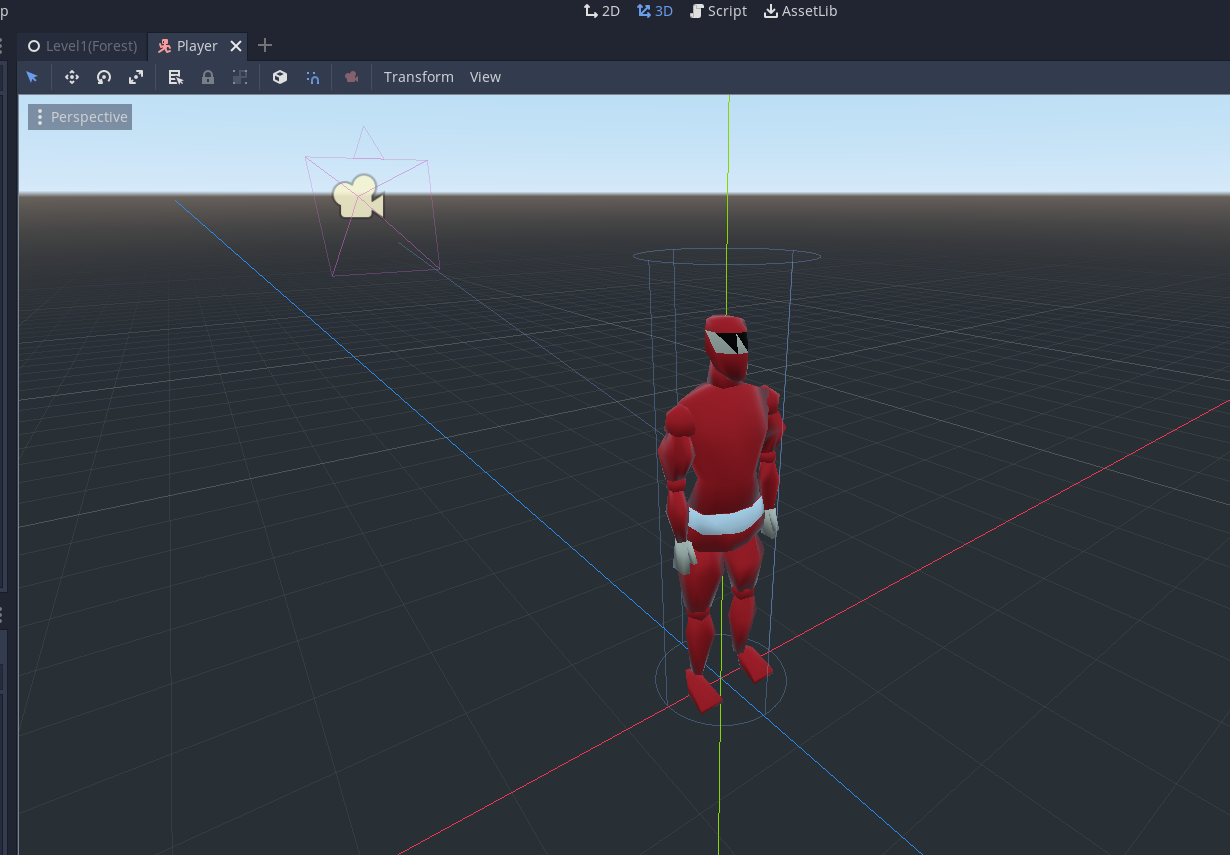 p
2D 3D Script AssetLib
Level1(Forest) Player
Transform View
Perspective